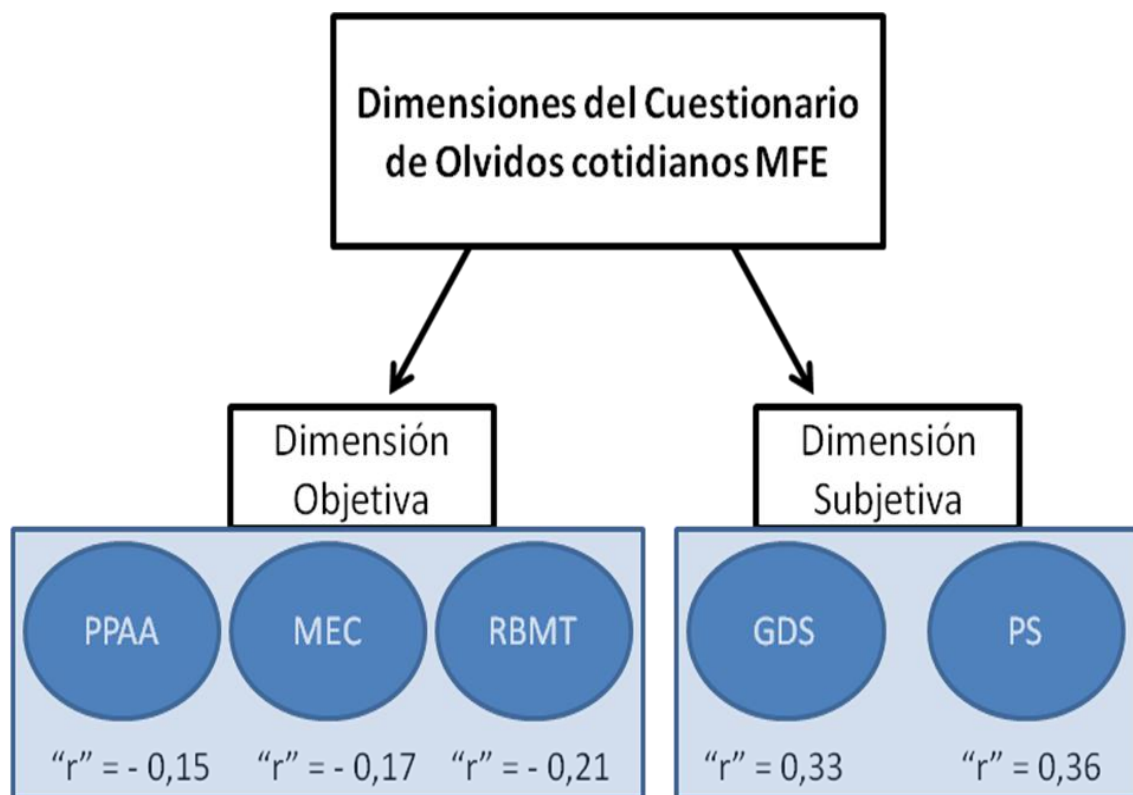 Dimensiones del Cuestionario
de Olvidos cotidianos MFE
Dimensión
Objetiva
Dimensión
Subjetiva
PPAA
MEC
RBMT
GDS
PS
“r” = - 0,15
“r” = - 0,17
“r” = - 0,21
“r” = 0,33
“r” = 0,36